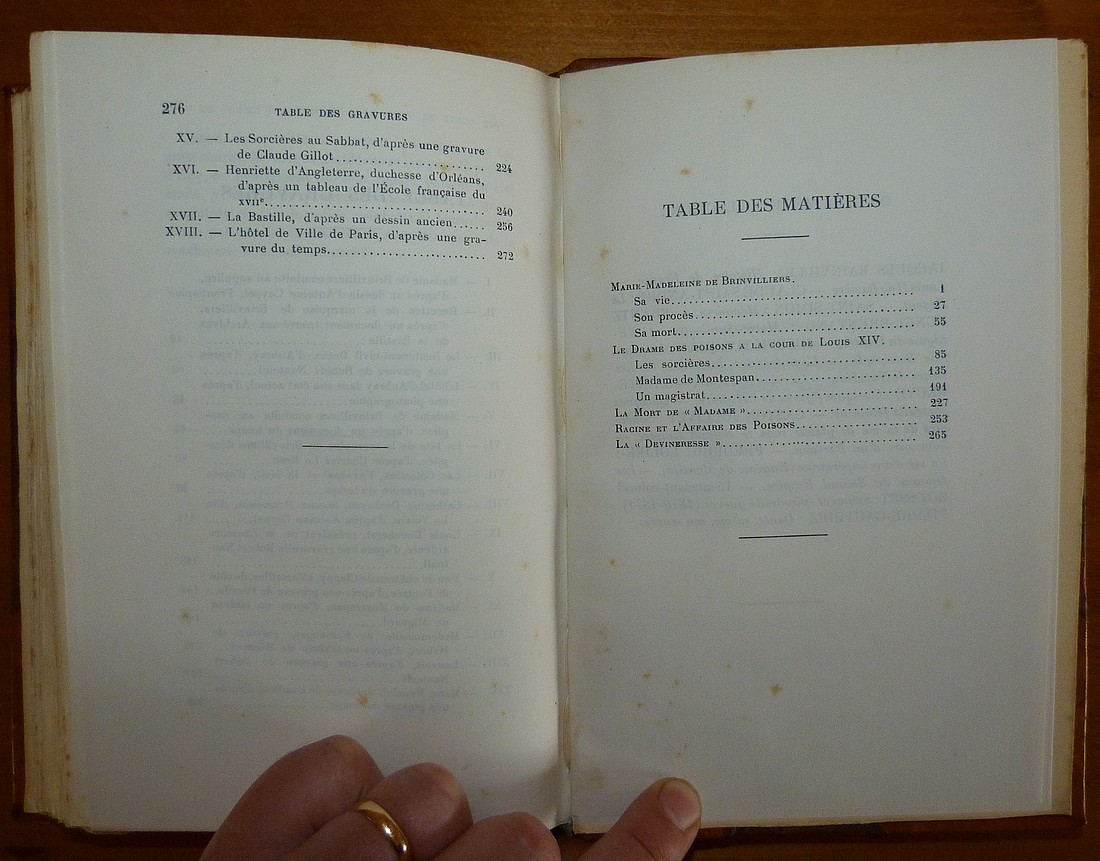 276
TABLE DES GRAVURES
XV. — Les Sorcières au Sabbat, d'après une gravure
de Claude Gillot.................... 224
XVI. — Henriette d'Angleterre, duchesse d'Orléans,
d'après un tableau de l'École française du
XVIIe.................... 240
XVII. — La Bastille, d'après un dessin ancien...... 256
XVIII. — L'hôtel de Ville de Paris, d'après une gra-
vure du temps.................... 272
TABLE DES MATIÈRES
MARIE-MADELEINE DE BRINVILLIERS.
Sa vie.................... 1
Son procès.................... 27
Sa mort.................... 55
LE DRAME DES POISONS A LA COUR DE LOUIS XIV.
Les sorcières.................... 85
Madame de Montespan.................... 135
Un magistrat.................... 191
LA MORT DE « MADAME ».................... 227
RACINE ET L'AFFAIRE DES POISONS.................... 253
LA « DEVINERESSE ».................... 265